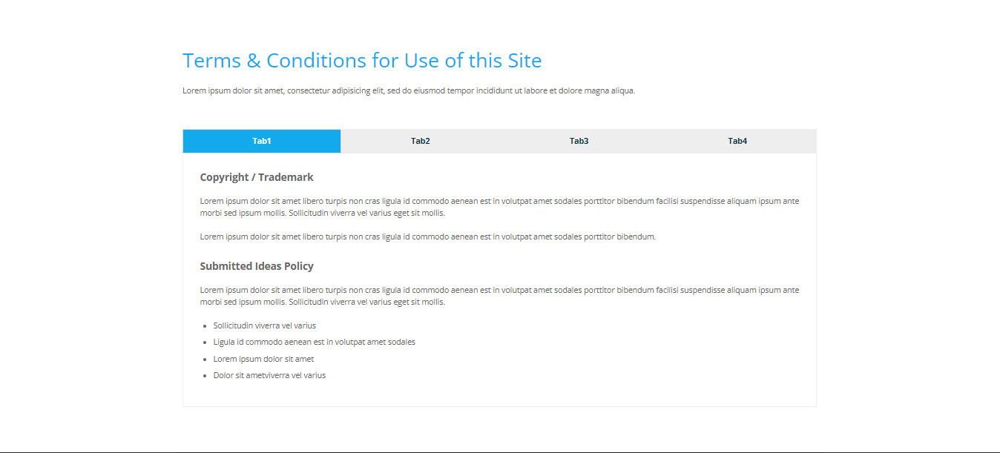 Terms & Conditions for Use of this Site
Lorem ipsum dolor sit amet, consectetur adipisicing elit, sed do eiusmod tempor incididunt ut labore et dolore magna aliqua.
Tab1 Tab2 Tab3 Tab4
Copyright / Trademark
Lorem ipsum dolor sit amet libero turpis non cras ligula id commodo aenean est in volutpat amet sodales porttitor bibendum facilisi suspendisse aliquam ipsum ante
morbi sed ipsum mollis. Sollicitudin viverra vel varius eget sit mollis.
Lorem ipsum dolor sit amet libero turpis non cras ligula id commodo aenean est in volutpat amet sodales porttitor bibendum.
Submitted Ideas Policy
Lorem ipsum dolor sit amet libero turpis non cras ligula id commodo aenean est in volutpat amet sodales porttitor bibendum facilisi suspendisse aliquam ipsum ante
morbi sed ipsum mollis. Sollicitudin viverra vel varius eget sit mollis.
• Sollicitudin viverra vel varius
• Ligula id commodo aenean est in volutpat amet sodales
• Lorem ipsum dolor sit amet
• Dolor sit ametviverra vel varius